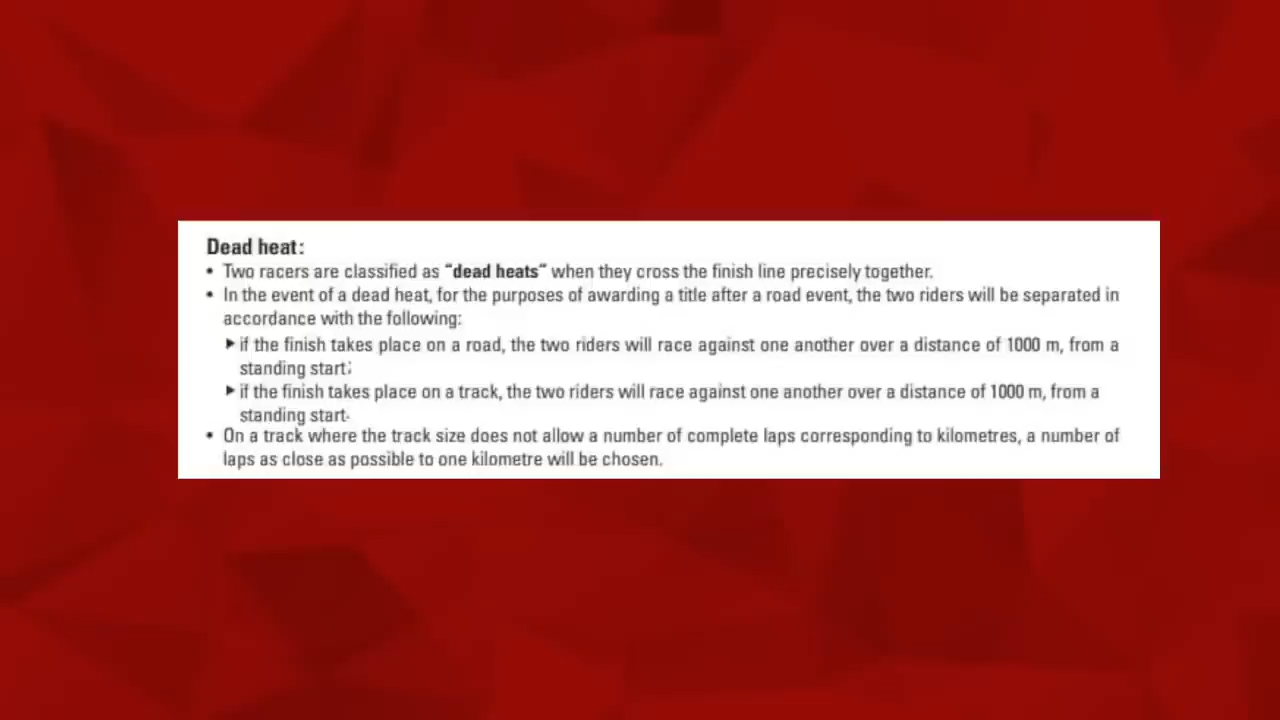 Dead heat:
• Two racers are classified as "dead heats" when they cross the finish line precisely together.
• In the event of a dead heat, for the purposes of awarding a title after a road event, the two riders will be separated in
accordance with the following:
▶ if the finish takes place on a road, the two riders will race against one another over a distance of 1000 m, from a
standing start;
▶ if the finish takes place on a track, the two riders will race against one another over a distance of 1000 m, from a
standing start.
• On a track where the track size does not allow a number of complete laps corresponding to kilometres, a number of
laps as close as possible to one kilometre will be chosen.